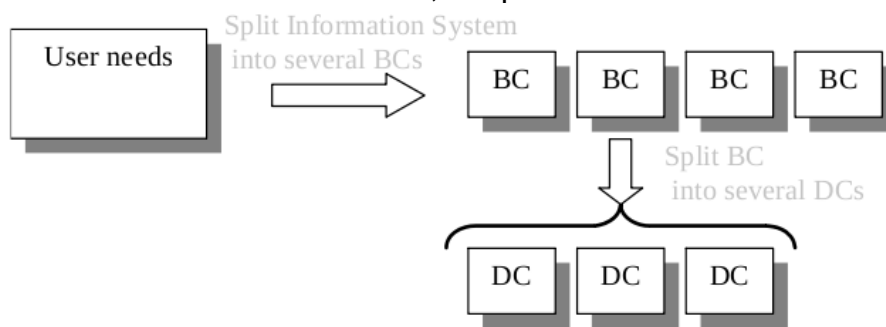 Split Information System
User needs
into several BCs
BC BC BC BC
Split BC
into several DCs
DC DC DC